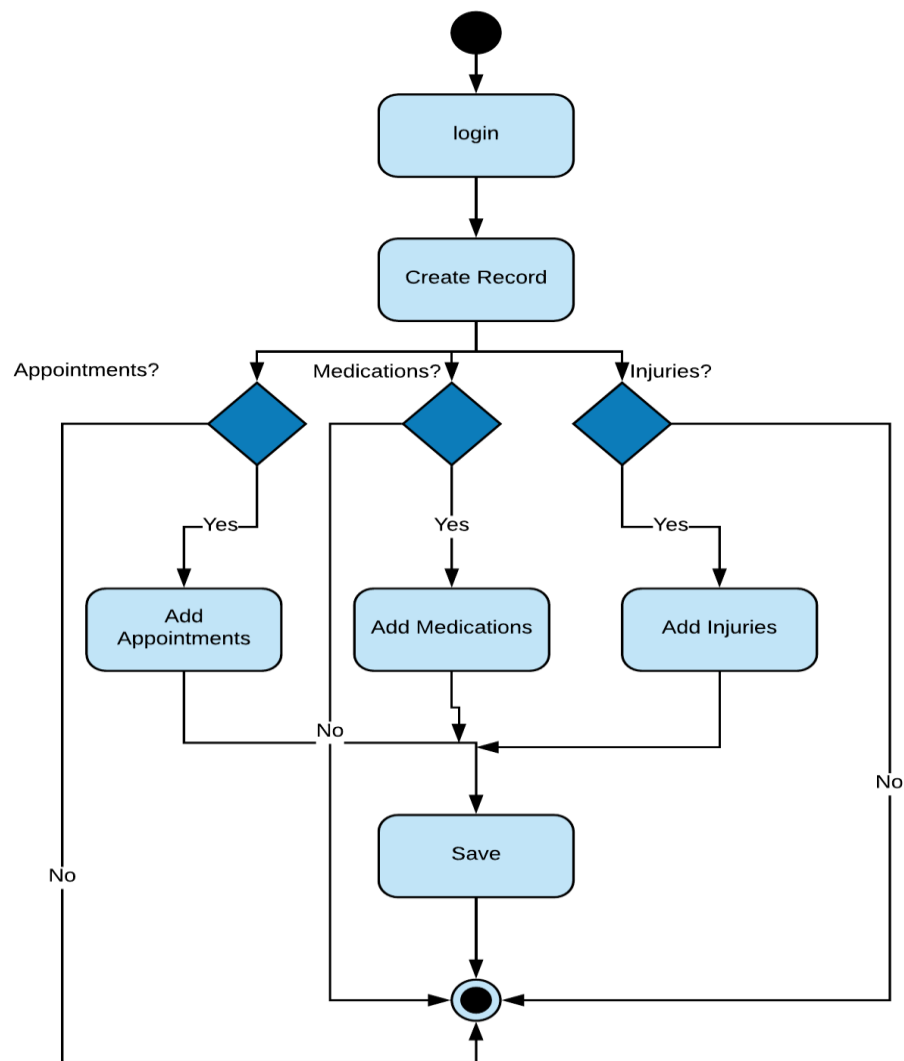 login
Create Record
Appointments?
Medications?
Injuries?
Yes
Yes
Yes
Add
Appointments
Add Medications
Add Injuries
No
No
Save
No